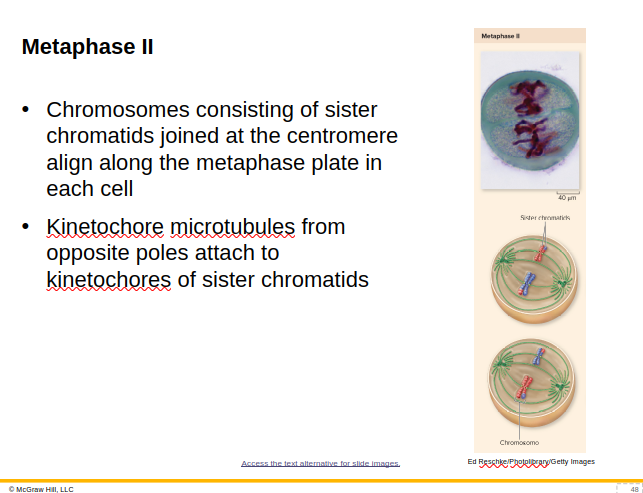 Metaphase II
Metaphase II
• Chromosomes consisting of sister
chromatids joined at the centromere
align along the metaphase plate in
each cell
• Kinetochore microtubules from
opposite poles attach to
kinetochores of sister chromatids
40 μm
Sister chromatids
Chromosome
Access the text alternative for slide images.
Ed Reschke/Photolibrary/Getty Images
© McGraw Hill, LLC
48